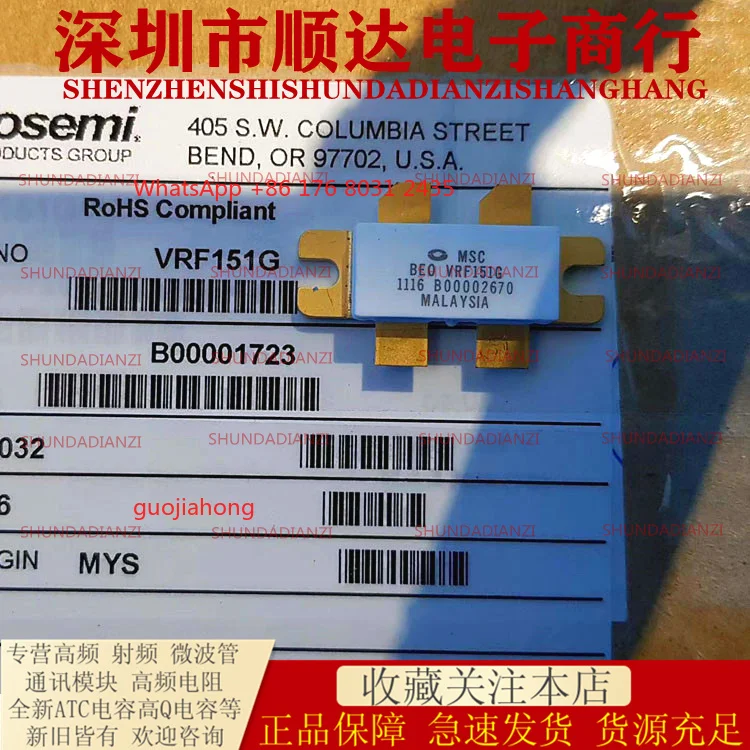 深圳市顺达电子商行
SHENZHENSHISHUNDADIANZISHANGHANG
osemi
405 S.W. COLUMBIA STREET
ODUCTS GROUP
BEND, OR 97702, U.S.A.
WhatsApp +86 176 8031 2435
SHUNDADIANZI SHUNDADIANZI
RoHS Compliant
NO
VRF151G
SHUNDADIANZI SHUNDADIANZI SHUNDADIANZI SHUNDADIANZI
MSC
BEO VRF151G
1116 B00002670
MALAYSIA
B00001723
SHUNDADIANZI SHUNDADIANZI SHUNDADIANZI SHUNDADIANZI
032
SHUNDADIANZI SHUNDADIANZI SHUNDADIANZI SHUNDADIANZI
6
guojiahong
SHUNDADIANZI SHUNDADIANZI SHUNDADIANZI
GIN
MYS
专营高频 射频 微波管
通讯模块 高频电阻
全新ATC电容高Q电容等
新旧皆有 欢迎咨询
收藏关注本店
正品保障 急速发货 货源充足